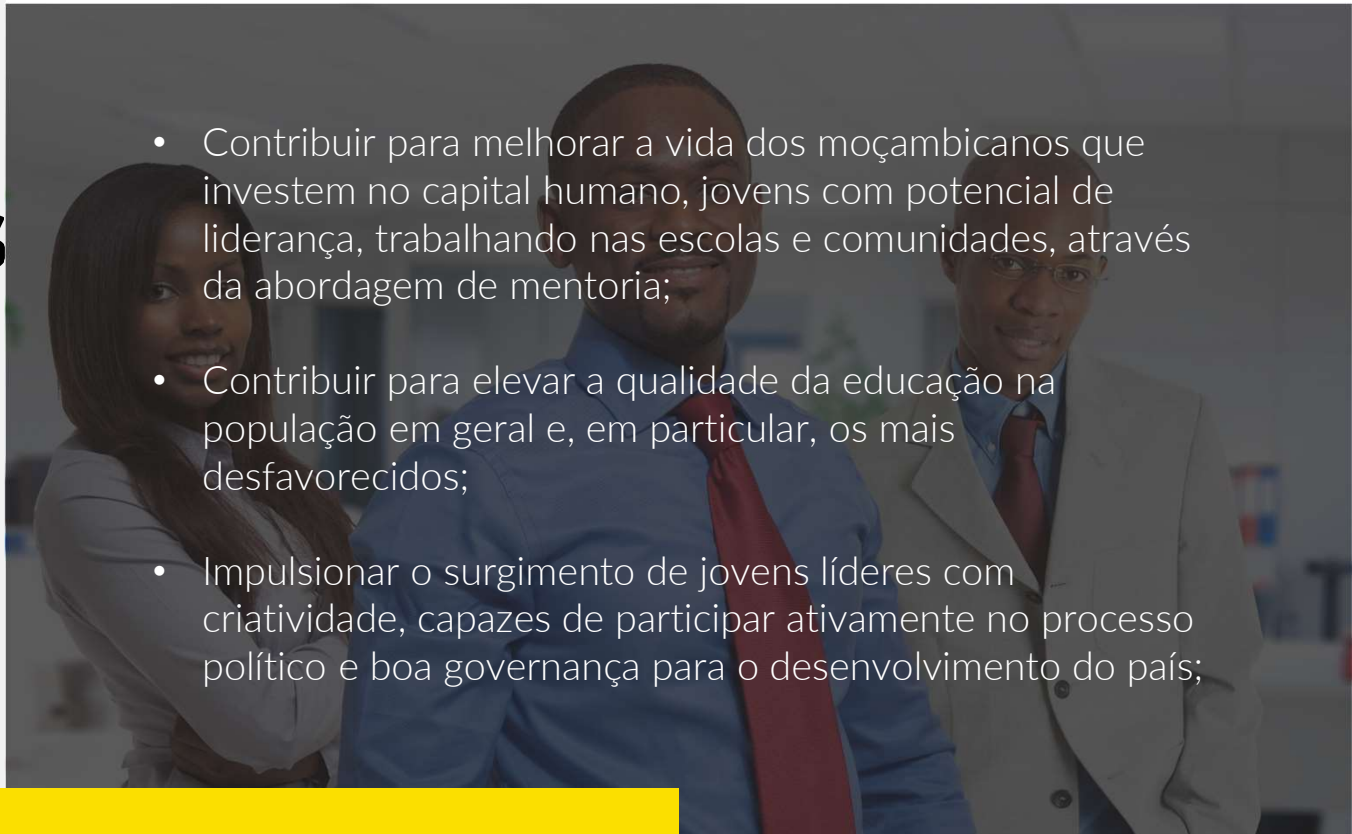 • Contribuir para melhorar a vida dos moçambicanos que
investem no capital humano, jovens com potencial de
liderança, trabalhando nas escolas e comunidades, através
da abordagem de mentoria;
• Contribuir para elevar a qualidade da educação na
população em geral e, em particular, os mais
desfavorecidos;
• Impulsionar o surgimento de jovens líderes com
criatividade, capazes de participar ativamente no processo
político e boa governança para o desenvolvimento do país;